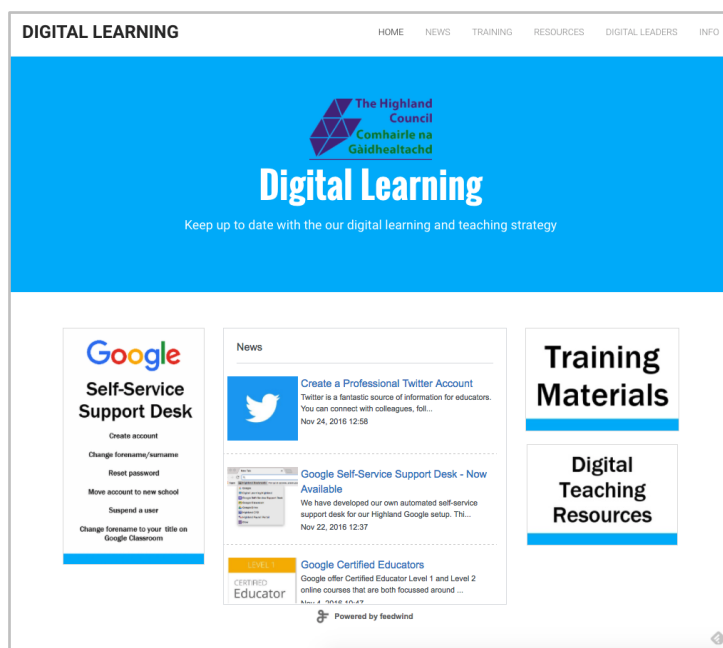 DIGITAL LEARNING
HOME NEWS TRAINING RESOURCES DIGITAL LEADERS INFO
The Highland
Council
Comhairle na
Gàidhealtachd
Digital Learning
Keep up to date with the our digital learning and teaching strategy
Google
Self-Service
Support Desk
Create account
Change forename/surname
Reset password
Move account to new school
Suspend a user
Change forename to your title on
Google Classroom
News
Create a Professional Twitter Account
Twitter is a fantastic source of information for educators.
You can connect with colleagues, foll...
Nov 24, 2016 12:58
Google Self-Service Support Desk - Now
Available
We have developed our own automated self-service
support desk for our Highland Google setup. Thi...
Nov 22, 2016 12:37
LEVEL 1
CERTIFIED
Educator
Google Certified Educators
Google offer Certified Educator Level 1 and Level 2
online courses that are both focussed around ...
Nov 4, 2016 10:47
Powered by feedwind
Training
Materials
Digital
Teaching
Resources